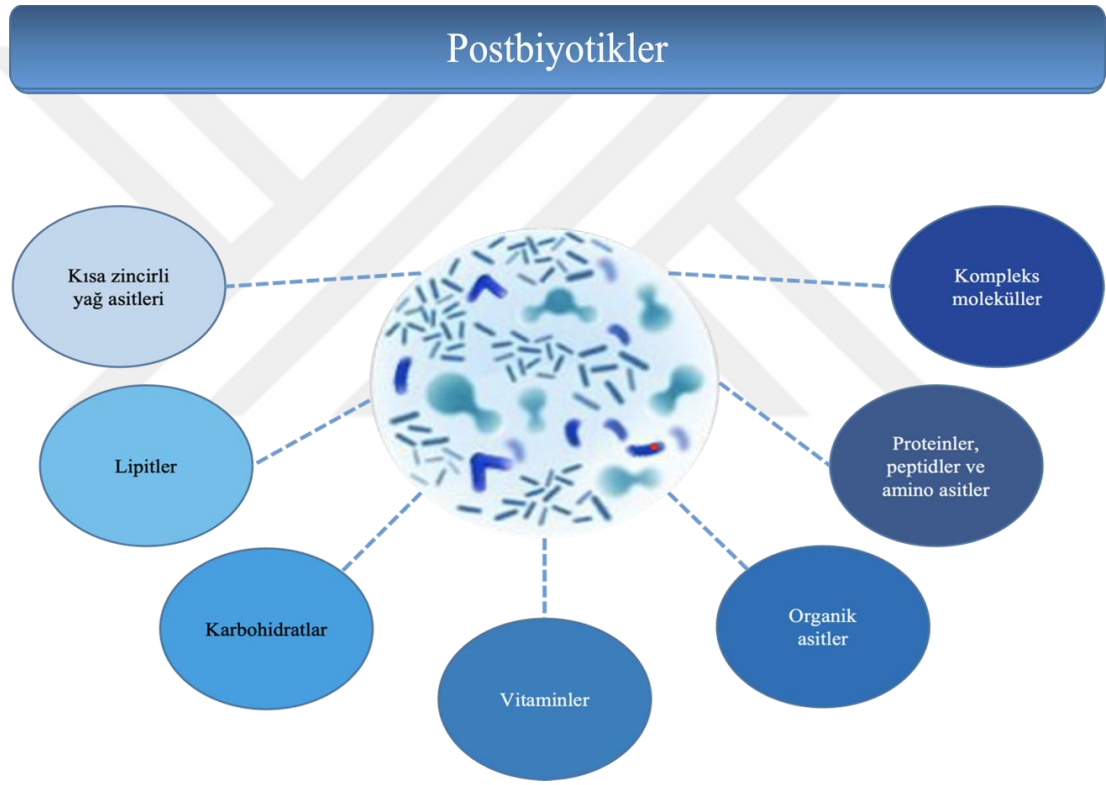 Postbiyotikler
Kısa zincirli
yağ asitleri
Kompleks
moleküller
Lipitler
Proteinler,
peptidler ve
amino asitler
Karbohidratlar
Organik
asitler
Vitaminler